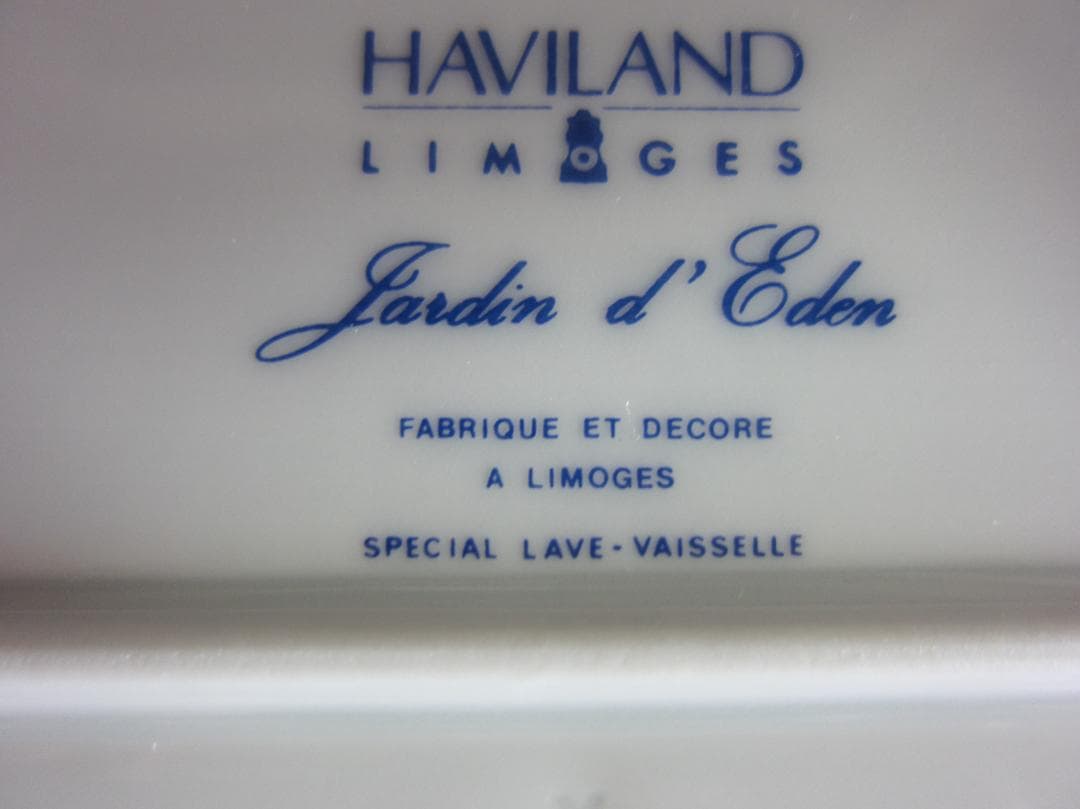 HAVILAND
LIMOGES
Jardin d'Eden
FABRIQUE ET DECORE
A LIMOGES
SPECIAL LAVE-VAISSELLE